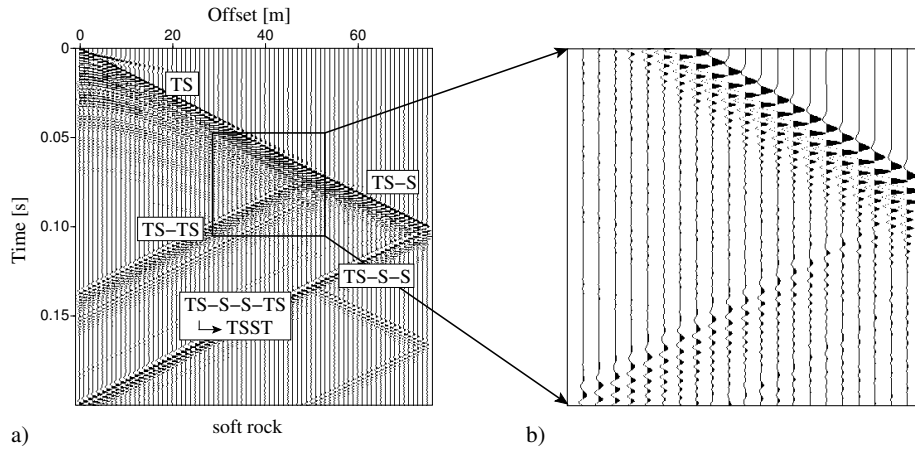 Offset [m]
0 20 40 60
0
TS
0.05
TS–S
Time [s]
0.10
TS–TS
TS–S–S
TS–S–S–TS
0.15
TSST
soft rock
a)
b)